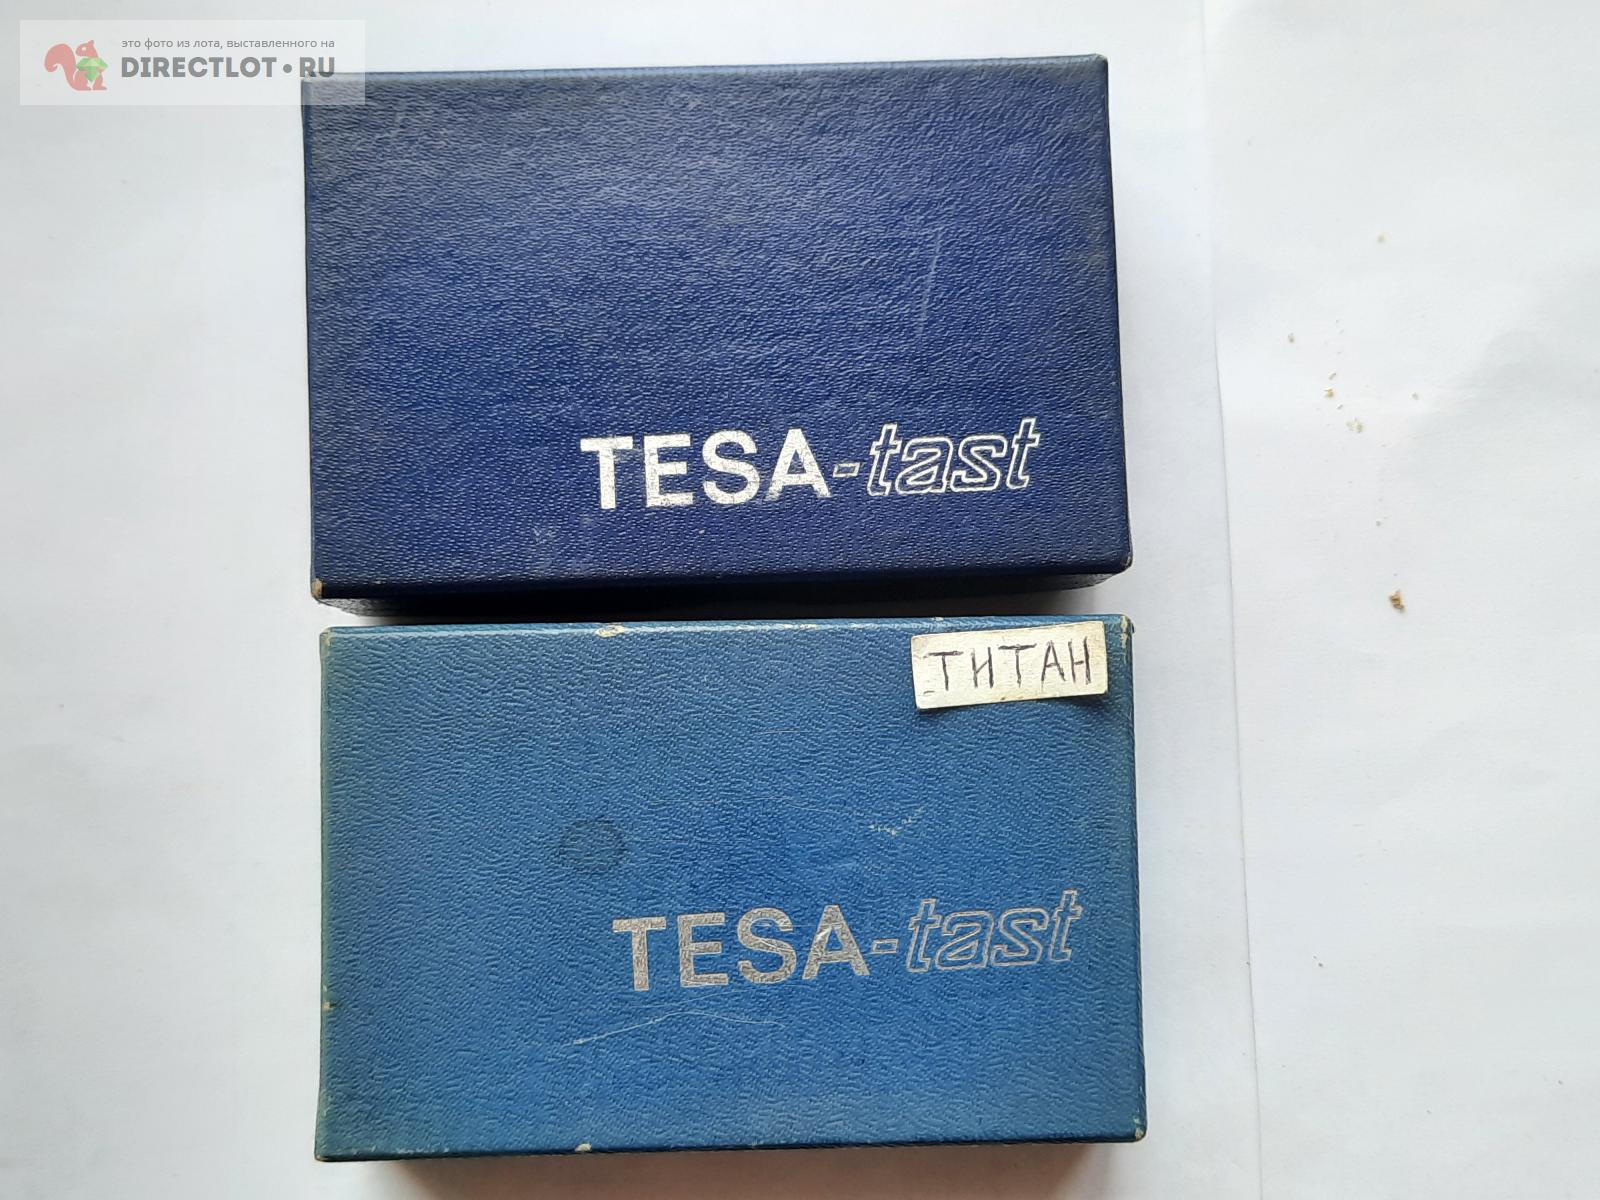 это фото из лота, выставленного на
DIRECTLOT•RU
TESA-tast
ТИТАН
TESA-tast